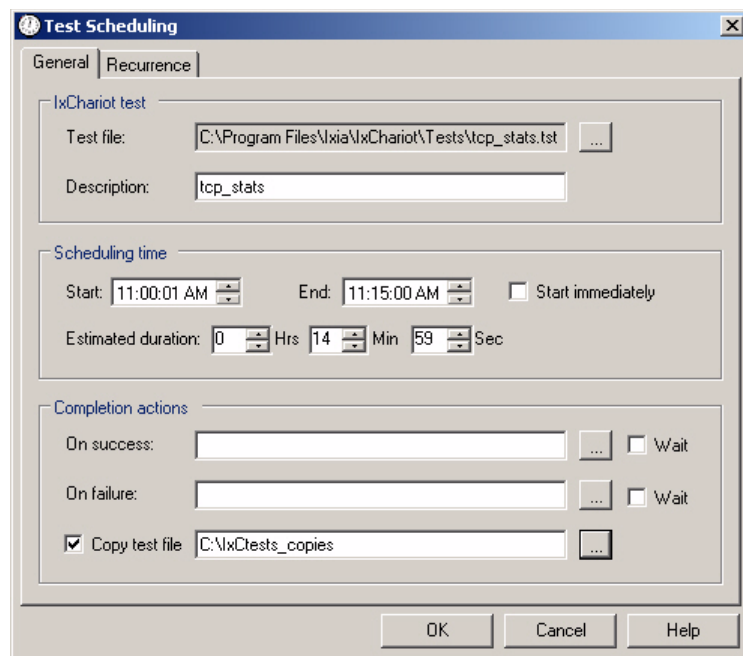 Test Scheduling
General Recurrence
IxChariot test
Test file: C:\Program Files\Ixia\IxChariot\Tests\tcp_stats.tst ...
Description: tcp_stats
Scheduling time
Start: 11:00:01 AM End: 11:15:00 AM Start immediately
Estimated duration: 0 Hrs 14 Min 59 Sec
Completion actions
On success: ... Wait
On failure: ... Wait
Copy test file C:\IxCtests_copies ...
OK Cancel Help